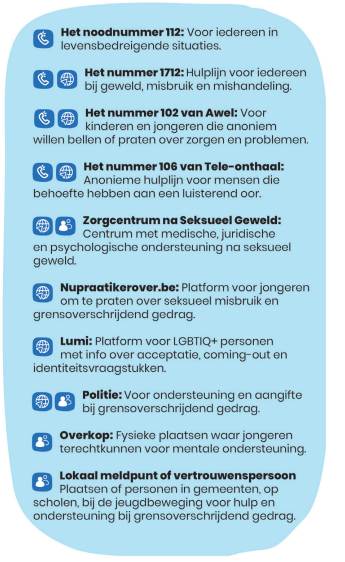 Het noodnummer 112: Voor iedereen in
levensbedreigende situaties.
Het nummer 1712: Hulplijn voor iedereen
bij geweld, misbruik en mishandeling.
Het nummer 102 van Awel: Voor
kinderen en jongeren die anoniem
willen bellen of praten over zorgen en problemen.
Het nummer 106 van Tele-onthaal:
Anonieme hulplijn voor mensen die
behoefte hebben aan een luisterend oor.
Zorgcentrum na Seksueel Geweld:
Centrum met medische, juridische
en psychologische ondersteuning na seksueel
geweld.
Nupraatikerover.be: Platform voor jongeren
om te praten over seksueel misbruik en
grensoverschrijdend gedrag.
Lumi: Platform voor LGBTIQ+ personen
met info over acceptatie, coming-out en
identiteitsvraagstukken.
Politie: Voor ondersteuning en aangifte
bij grensoverschrijdend gedrag.
Overkop: Fysieke plaatsen waar jongeren
terechtkunnen voor mentale ondersteuning.
Lokaal meldpunt of vertrouwenspersoon
Plaatsen of personen in gemeenten, op
scholen, bij de jeugdbeweging voor hulp en
ondersteuning bij grensoverschrijdend gedrag.